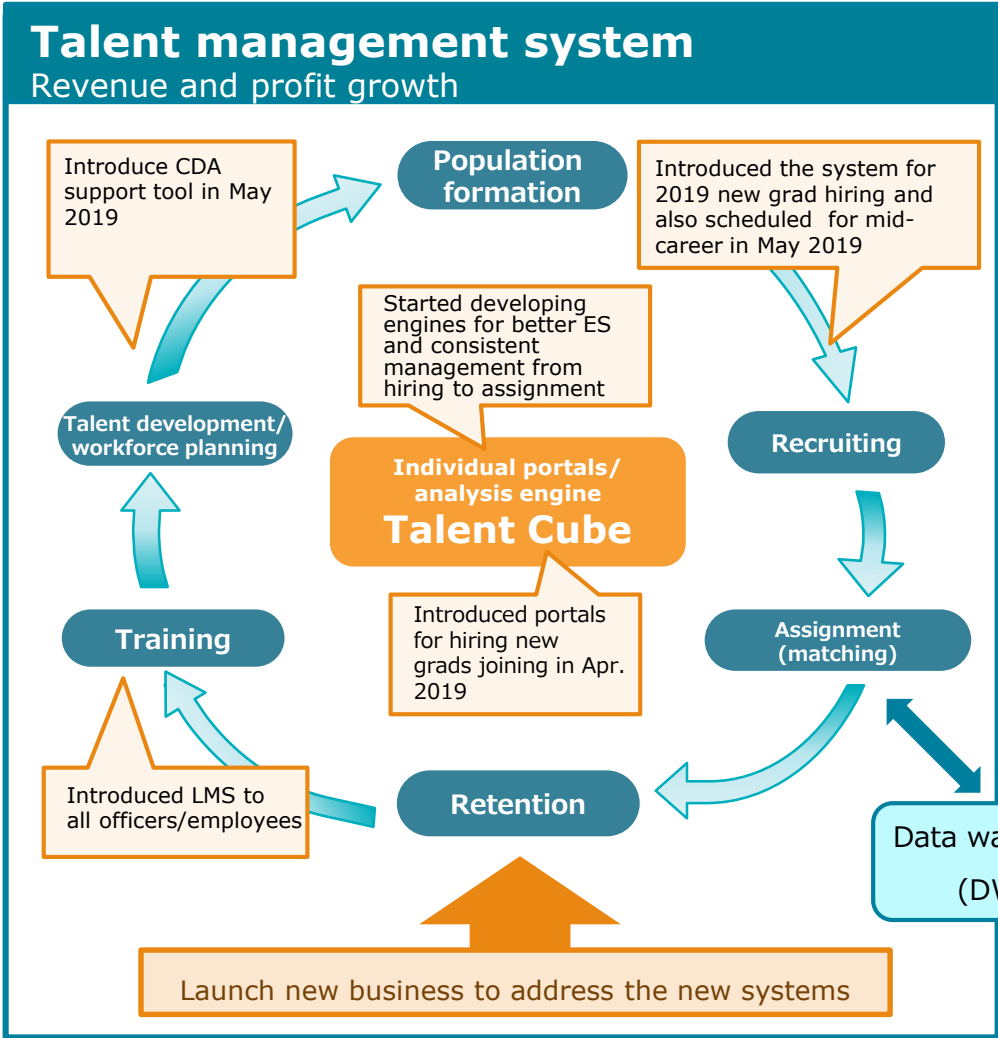 Talent management system
Revenue and profit growth
Introduce CDA
support tool in May
2019
Population
formation
Introduced the system for
2019 new grad hiring and
also scheduled for mid-
career in May 2019
Started developing
engines for better ES
and consistent
management from
hiring to assignment
Talent development/
workforce planning
Recruiting
Individual portals/
analysis engine
Talent Cube
Introduced portals
for hiring new
grads joining in Apr.
2019
Training
Assignment
(matching)
Introduced LMS to
all officers/employees
Retention
Data
Launch new business to address the new systems